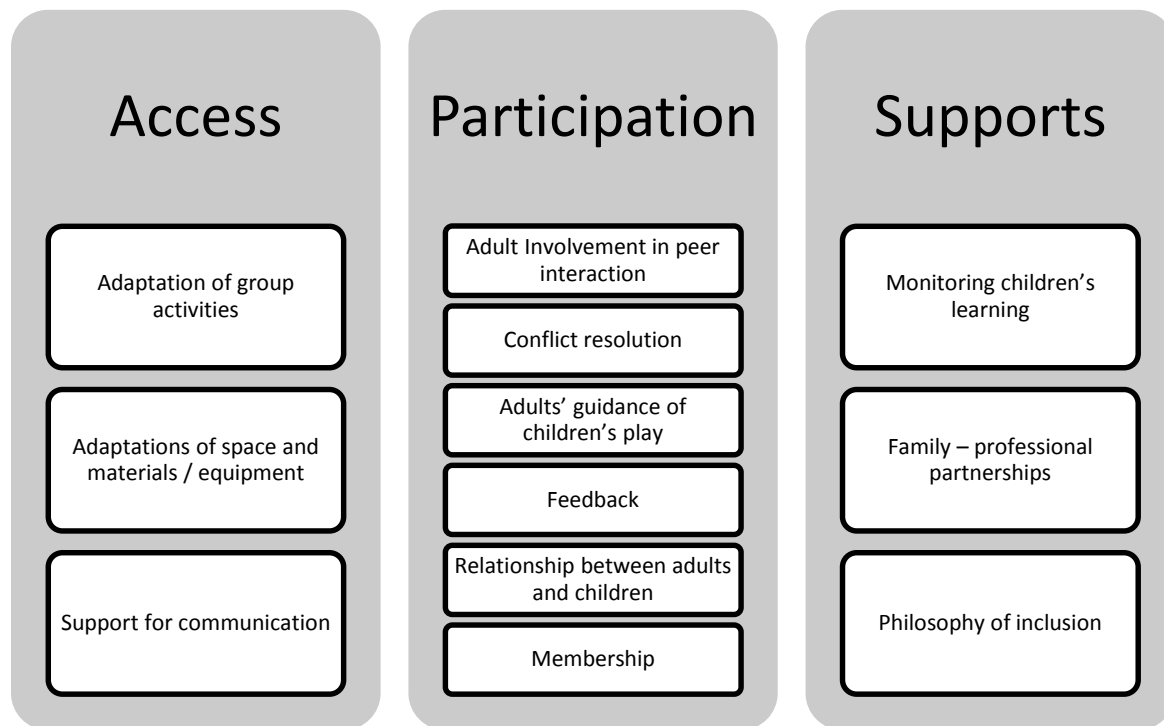 Access
Adaptation of group
activities
Adaptations of space and
materials / equipment
Support for communication
Participation
Adult Involvement in peer
interaction
Conflict resolution
Adults’ guidance of
children’s play
Feedback
Relationship between adults
and children
Membership
Supports
Monitoring children’s
learning
Family – professional
partnerships
Philosophy of inclusion